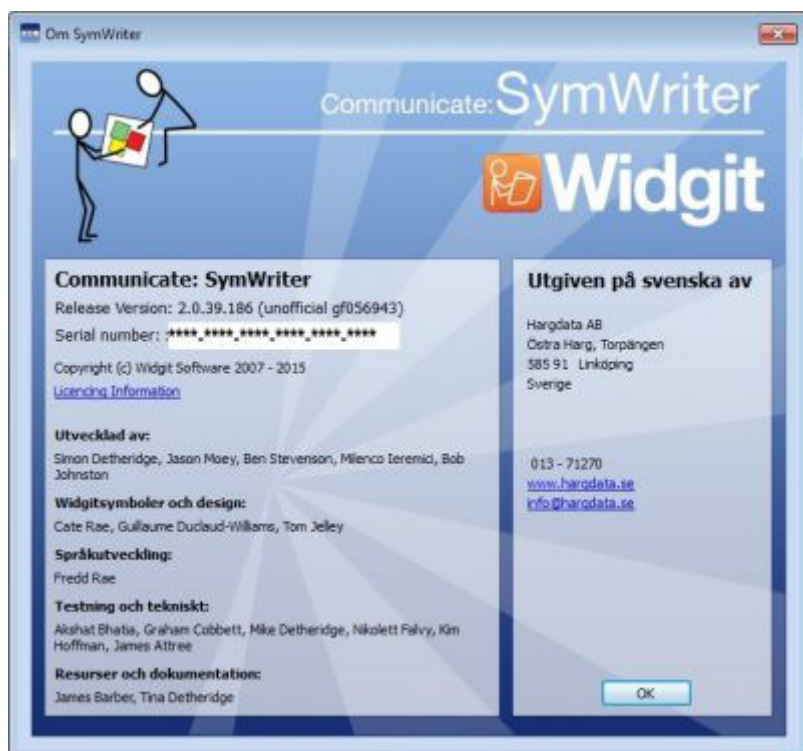 Om SymWriter
Communicate: SymWriter
Widgit
Communicate: SymWriter
Release Version: 2.0.39.186 (unofficial gf056943)
Serial number: :****-****-****-****-****-****
Copyright (c) Widgit Software 2007 - 2015
Licencing Information
Utvecklad av:
Simon Detheridge, Jason Moey, Ben Stevenson, Milenco Ieremici, Bob
Johnston
Widgitsymboler och design:
Cate Rae, Guillaume Duclaud-Williams, Tom Jelley
Språkutveckling:
Fredd Rae
Testning och tekniskt:
Akshat Bhatia, Graham Cobbett, Mike Detheridge, Nikolett Falvy, Kim
Hoffman, James Attree
Resurser och dokumentation:
James Barber, Tina Detheridge
Utgiven på svenska av
Hargdata AB
Östra Harg, Torpängen
585 91 Linköping
Sverige
013 - 71270
www.hargdata.se
info@hargdata.se
OK